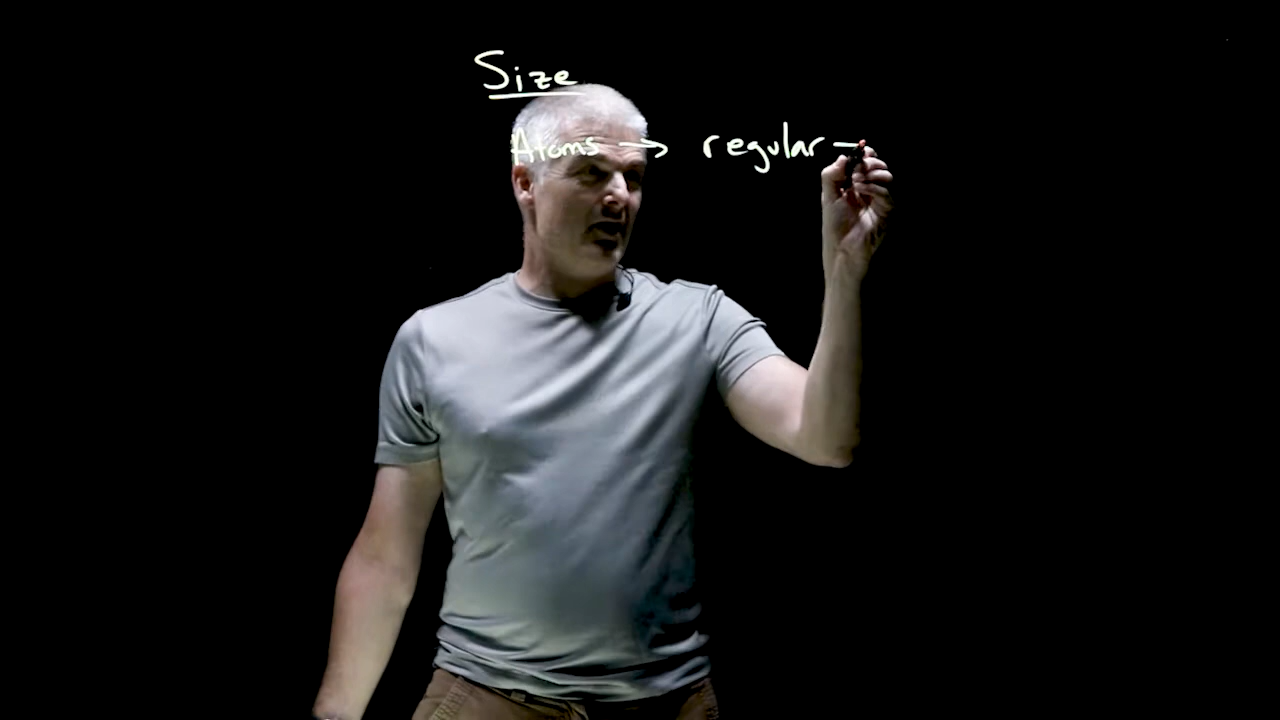 Size
Atoms → regular –